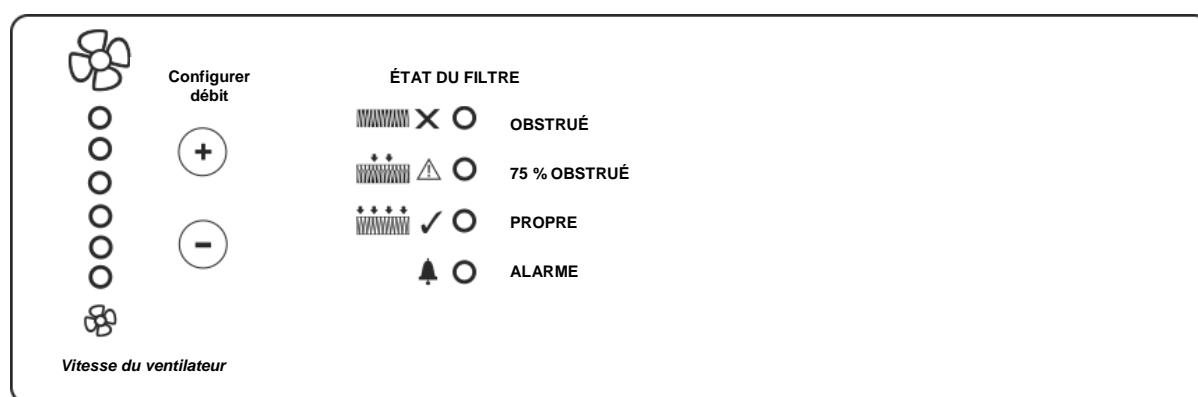 Configurer
débit
+
-
Vitesse du ventilateur
ÉTAT DU FILTRE
OBSTRUÉ
75 % OBSTRUÉ
PROPRE
ALARME